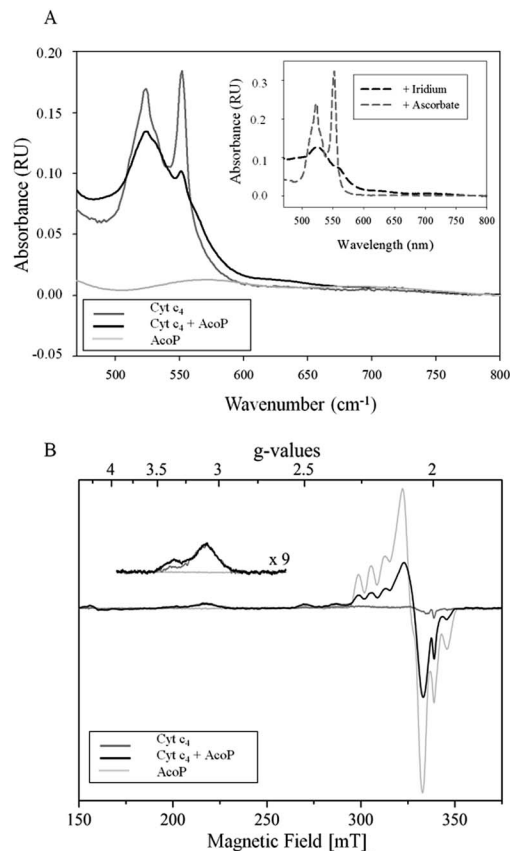 A
0.20
0.15
0.10
0.05
0.00
-0.05
Absorbance (RU)
500 550 600 650 700 750 800
Wavenumber (cm-1)
Cyt c4
Cyt c4 + AcoP
AcoP
0.3
0.2
0.1
0.0
Absorbance (RU)
+ Iridium
+ Ascorbate
500 550 600 650 700 750 800
Wavelength (nm)
B
g-values
4 3.5 3 2.5 2
x 9
Cyt c4
Cyt c4 + AcoP
AcoP
150 200 250 300 350
Magnetic Field [mT]